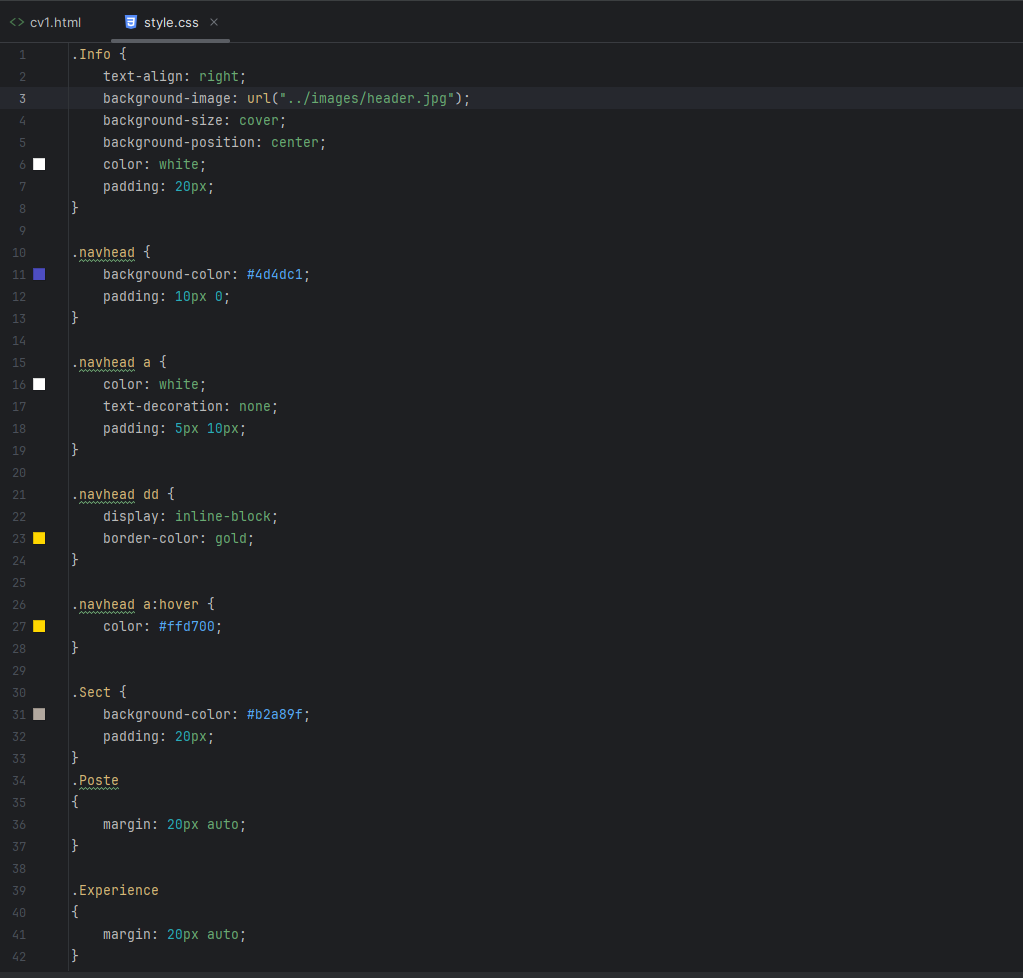 cv1.html style.css
1 .Info {
2 text-align: right;
3 background-image: url("../images/header.jpg");
4 background-size: cover;
5 background-position: center;
6 color: white;
7 padding: 20px;
8 }
9
10 .navhead {
11 background-color: #4d4dc1;
12 padding: 10px 0;
13 }
14
15 .navhead a {
16 color: white;
17 text-decoration: none;
18 padding: 5px 10px;
19 }
20
21 .navhead dd {
22 display: inline-block;
23 border-color: gold;
24 }
25
26 .navhead a:hover {
27 color: #ffd700;
28 }
29
30 .Sect {
31 background-color: #b2a89f;
32 padding: 20px;
33 }
34 .Poste
35 {
36 margin: 20px auto;
37 }
38
39 .Experience
40 {
41 margin: 20px auto;
42 }